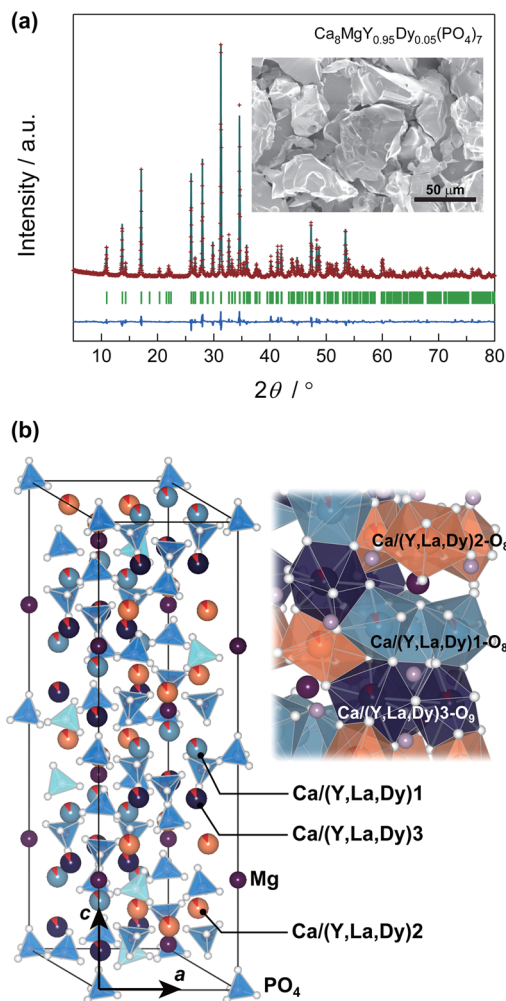 (a)
Ca₈MgY₀.₉₅Dy₀.₀₅(PO₄)₇
50 μm
Intensity / a.u.
10 20 30 40 50 60 70 80
2θ / °
(b)
Ca/(Y,La,Dy)2-O₈
Ca/(Y,La,Dy)1-O₈
Ca/(Y,La,Dy)3-O₉
Ca/(Y,La,Dy)1
Ca/(Y,La,Dy)3
Mg
Ca/(Y,La,Dy)2
c
a
PO₄